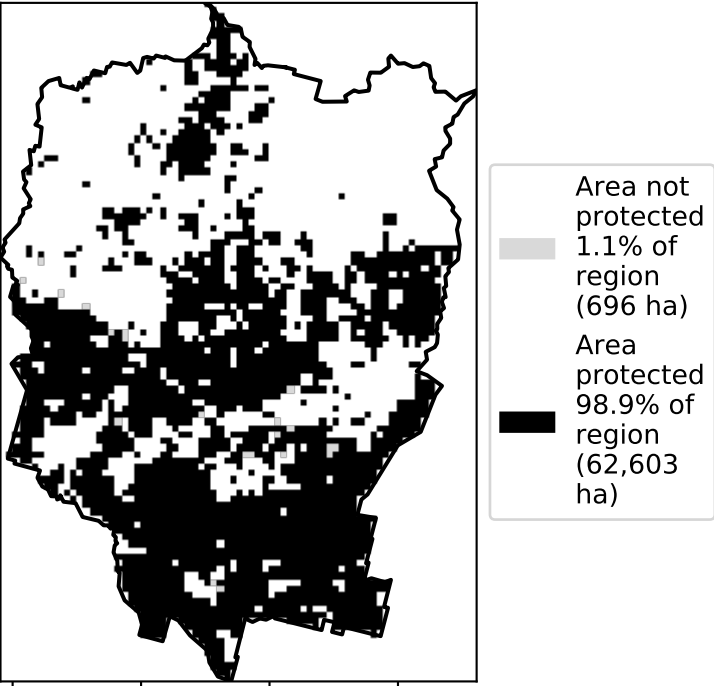 Area not
protected
1.1% of
region
(696 ha)
Area
protected
98.9% of
region
(62,603
ha)